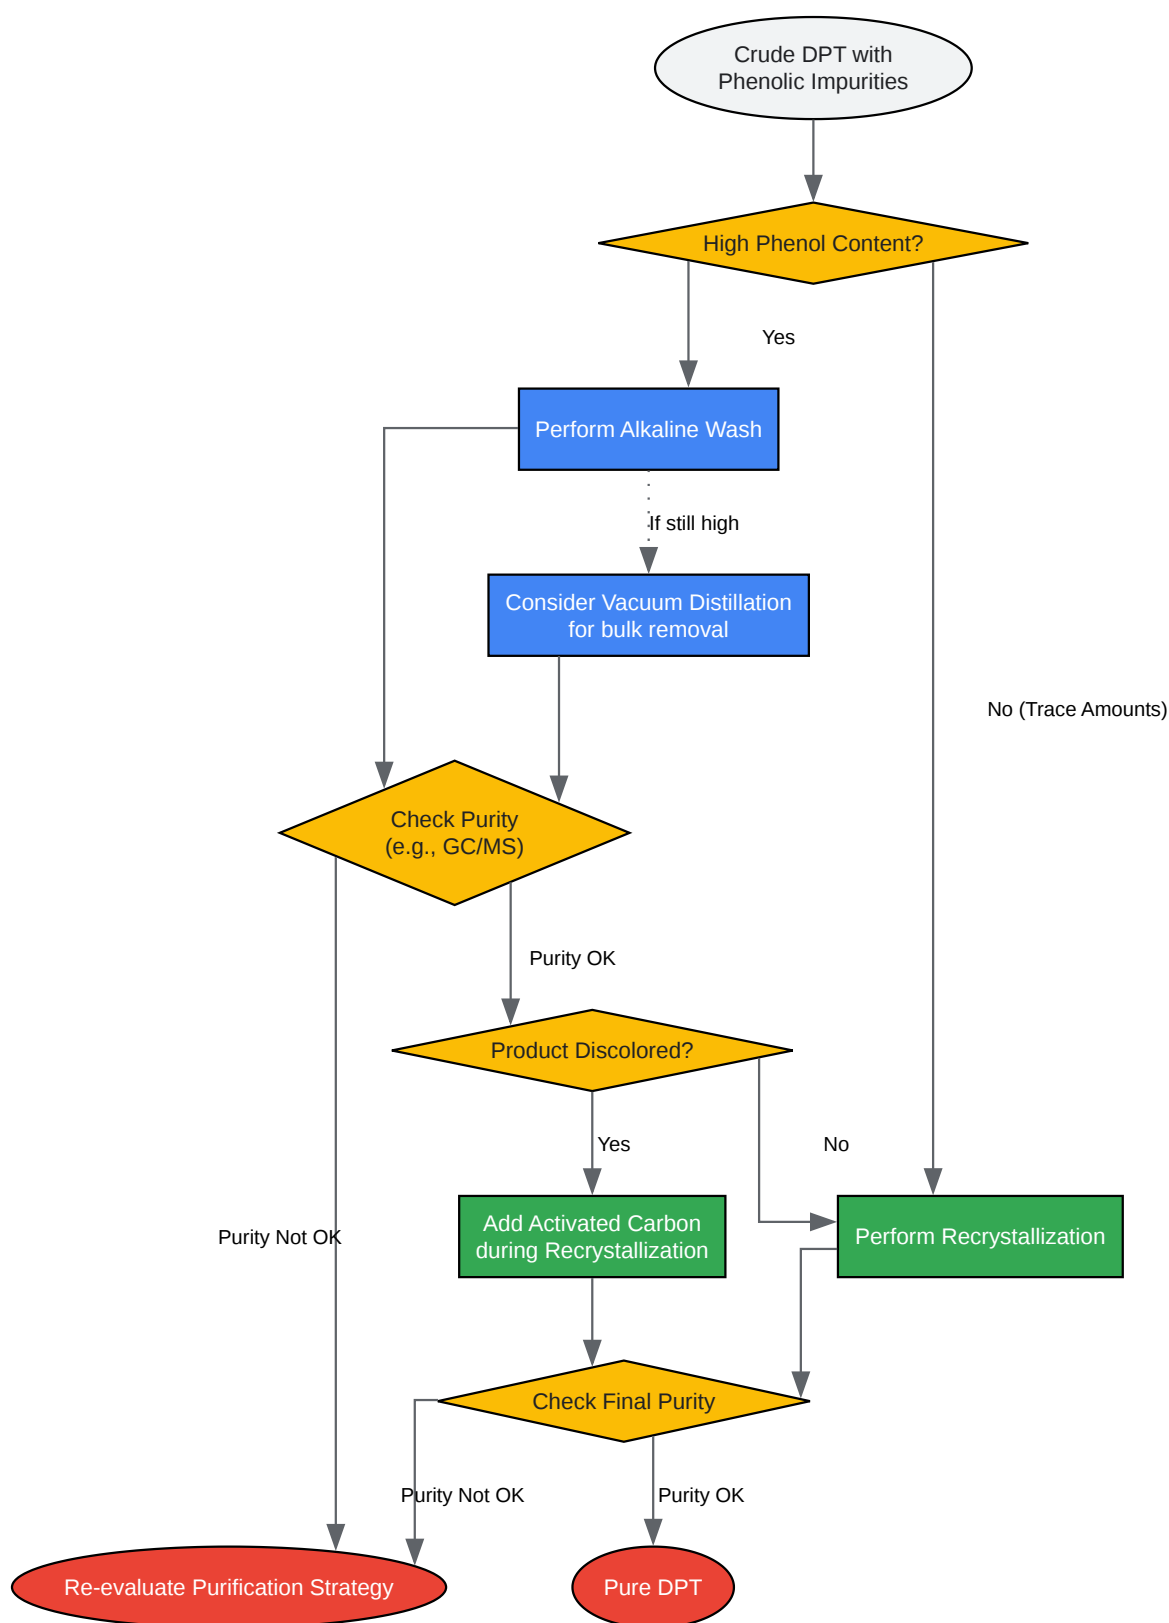 Crude DPT with
Phenolic Impurities
High Phenol Content?
Yes
Perform Alkaline Wash
If still high
Consider Vacuum Distillation
for bulk removal
No (Trace Amounts)
Check Purity
(e.g., GC/MS)
Purity OK
Product Discolored?
Yes
No
Add Activated Carbon
during Recrystallization
Perform Recrystallization
Purity Not OK
Check Final Purity
Purity Not OK
Purity OK
Re-evaluate Purification Strategy
Pure DPT